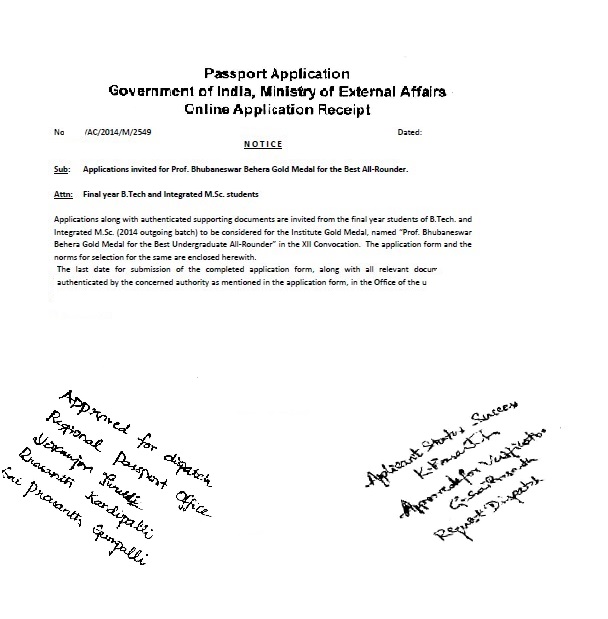 Passport Application
Government of India, Ministry of External Affairs
Online Application Receipt
No /AC/2014/M/2549 Dated:
NOTICE
Sub: Applications invited for Prof. Bhubaneswar Behera Gold Medal for the Best All-Rounder.
Attn: Final year B.Tech and Integrated M.Sc. students
Applications along with authenticated supporting documents are invited from the final year students of B.Tech. and
Integrated M.Sc. (2014 outgoing batch) to be considered for the Institute Gold Medal, named "Prof. Bhubaneswar
Behera Gold Medal for the Best Undergraduate All-Rounder" in the XII Convocation. The application form and the
norms for selection for the same are enclosed herewith.
The last date for submission of the completed application form, along with all relevant docum
authenticated by the concerned authority as mentioned in the application form, in the Office of the u
Approved for dispatch
Regional Passport Office
Prasanth Kandipalli
Sai Prasanth Gumpalli
Applicant Status Success
K. Prasanth
Approved for Verification
G. Sai Prasanth
Request Dispatch